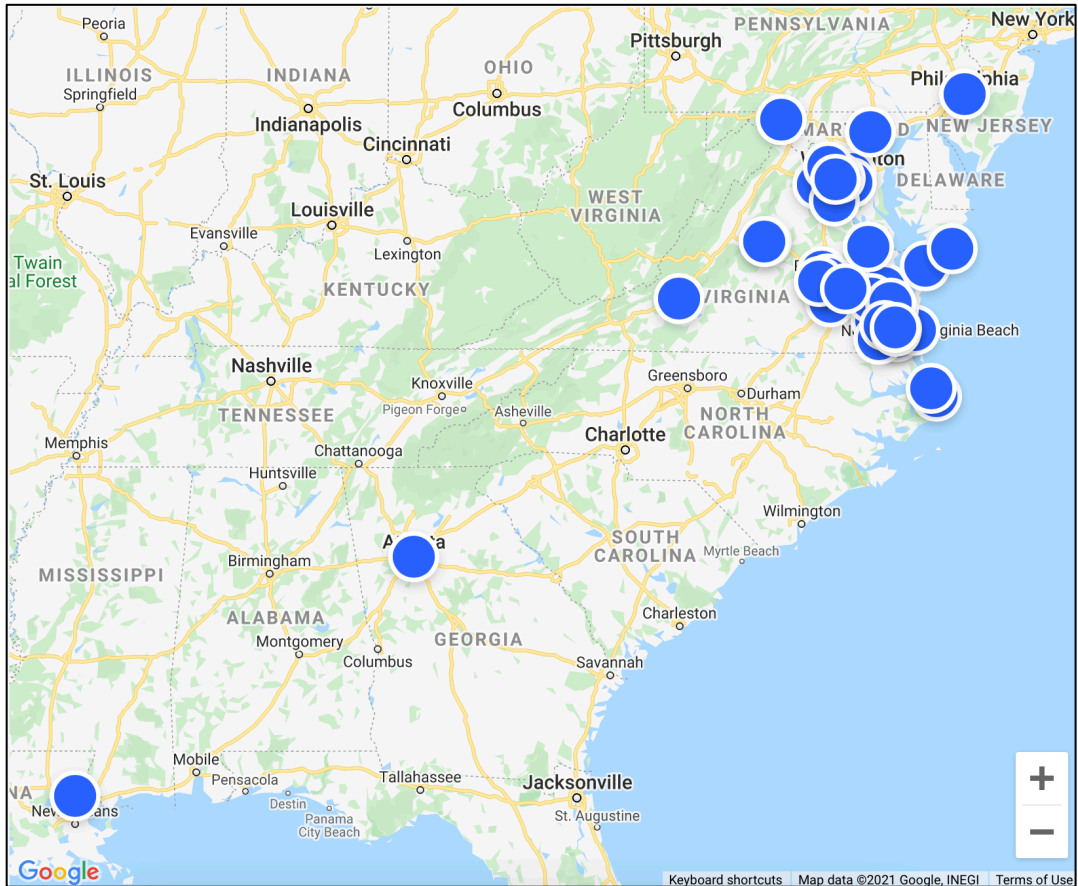 New York
PENNSYLVANIA
Peoria
Pittsburgh
OHIO
ILLINOIS
INDIANA
Springfield
Columbus
Indianapolis
NEW JERSEY
Cincinnati
St. Louis
DELAWARE
WEST
VIRGINIA
Louisville
Evansville
Lexington
Twain
al Forest
KENTUCKY
VIRGINIA
ginia Beach
Nashville
Greensboro
Knoxville
Durham
Pigeon Forge
Asheville
TENNESSEE
NORTH
CAROLINA
Charlotte
Memphis
Chattanooga
Huntsville
Wilmington
SOUTH
CAROLINA
Myrtle Beach
Birmingham
MISSISSIPPI
Charleston
ALABAMA
GEORGIA
Montgomery
Columbus
Savannah
Mobile
Tallahassee
Pensacola
Jacksonville
NA
Destin
St. Augustine
Panama
City Beach
+
−
Google
Keyboard shortcuts
Map data ©2021 Google, INEGI
Terms of Use